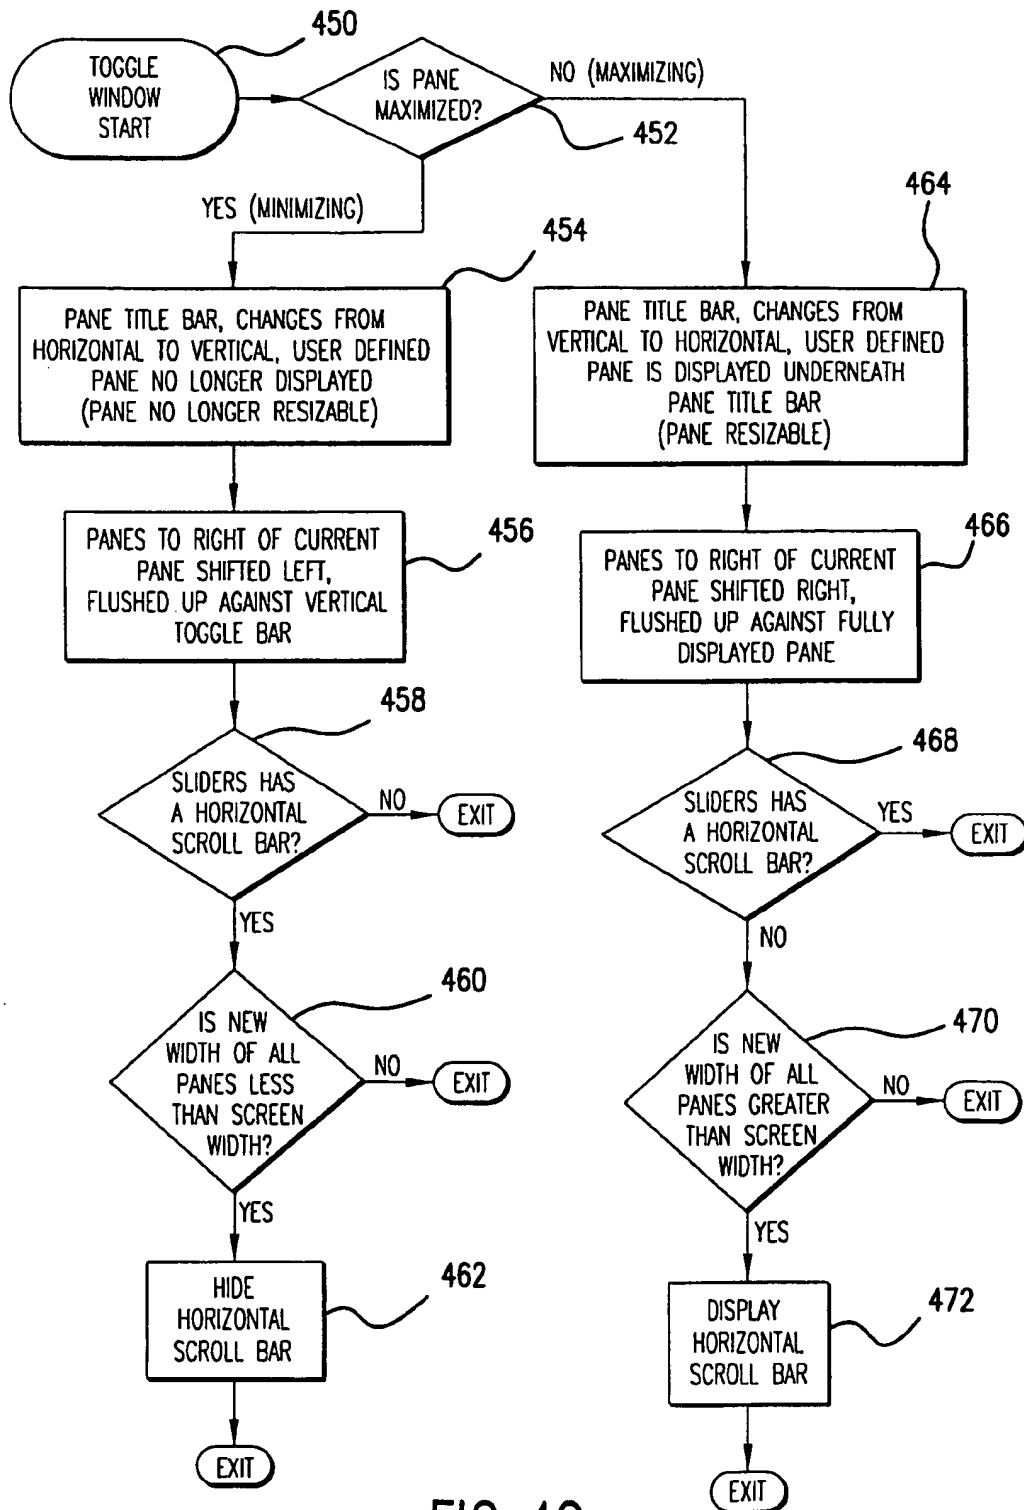 450
TOGGLE
WINDOW
START
IS PANE
MAXIMIZED?
NO (MAXIMIZING)
452
YES (MINIMIZING)
454
PANE TITLE BAR, CHANGES FROM
HORIZONTAL TO VERTICAL, USER DEFINED
PANE NO LONGER DISPLAYED
(PANE NO LONGER RESIZABLE)
PANES TO RIGHT OF CURRENT
PANE SHIFTED LEFT,
FLUSHED UP AGAINST VERTICAL
TOGGLE BAR
456
458
SLIDERS HAS
A HORIZONTAL
SCROLL BAR?
NO
EXIT
YES
460
IS NEW
WIDTH OF ALL
PANES LESS
THAN SCREEN
WIDTH?
NO
EXIT
YES
HIDE
HORIZONTAL
SCROLL BAR
462
EXIT
464
PANE TITLE BAR, CHANGES FROM
VERTICAL TO HORIZONTAL, USER DEFINED
PANE IS DISPLAYED UNDERNEATH
PANE TITLE BAR
(PANE RESIZABLE)
466
PANES TO RIGHT OF CURRENT
PANE SHIFTED RIGHT,
FLUSHED UP AGAINST FULLY
DISPLAYED PANE
468
SLIDERS HAS
A HORIZONTAL
SCROLL BAR?
YES
EXIT
NO
470
IS NEW
WIDTH OF ALL
PANES GREATER
THAN SCREEN
WIDTH?
NO
EXIT
YES
DISPLAY
HORIZONTAL
SCROLL BAR
472
EXIT